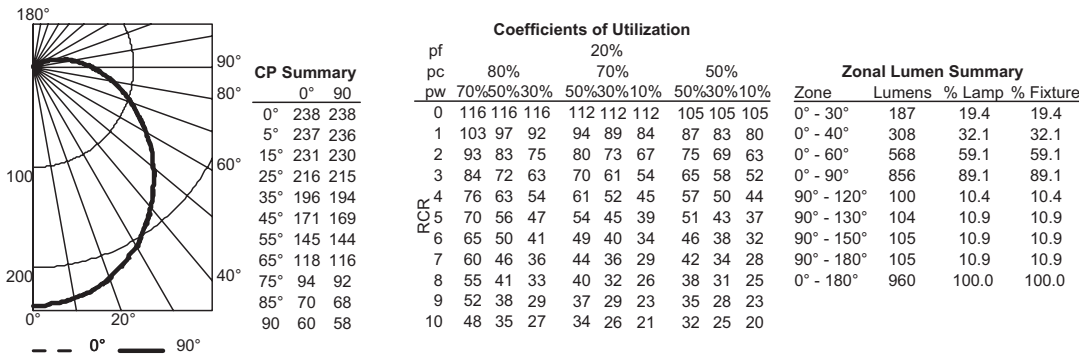 180°
90°
80°
60°
40°
100
200
0° 20°
0° 90°
CP Summary
0° 90
0° 238 238
5° 237 236
15° 231 230
25° 216 215
35° 196 194
45° 171 169
55° 145 144
65° 118 116
75° 94 92
85° 70 68
90 60 58
Coefficients of Utilization
pf 20%
pc 80% 70% 50%
pw 70%50%30% 50%30%10% 50%30%10%
RCR
0 116 116 116 112 112 112 105 105 105
1 103 97 92 94 89 84 87 83 80
2 93 83 75 80 73 67 75 69 63
3 84 72 63 70 61 54 65 58 52
4 76 63 54 61 52 45 57 50 44
5 70 56 47 54 45 39 51 43 37
6 65 50 41 49 40 34 46 38 32
7 60 46 36 44 36 29 42 34 28
8 55 41 33 40 32 26 38 31 25
9 52 38 29 37 29 23 35 28 23
10 48 35 27 34 26 21 32 25 20
Zonal Lumen Summary
Zone Lumens % Lamp % Fixture
0° - 30° 187 19.4 19.4
0° - 40° 308 32.1 32.1
0° - 60° 568 59.1 59.1
0° - 90° 856 89.1 89.1
90° - 120° 100 10.4 10.4
90° - 130° 104 10.9 10.9
90° - 150° 105 10.9 10.9
90° - 180° 105 10.9 10.9
0° - 180° 960 100.0 100.0